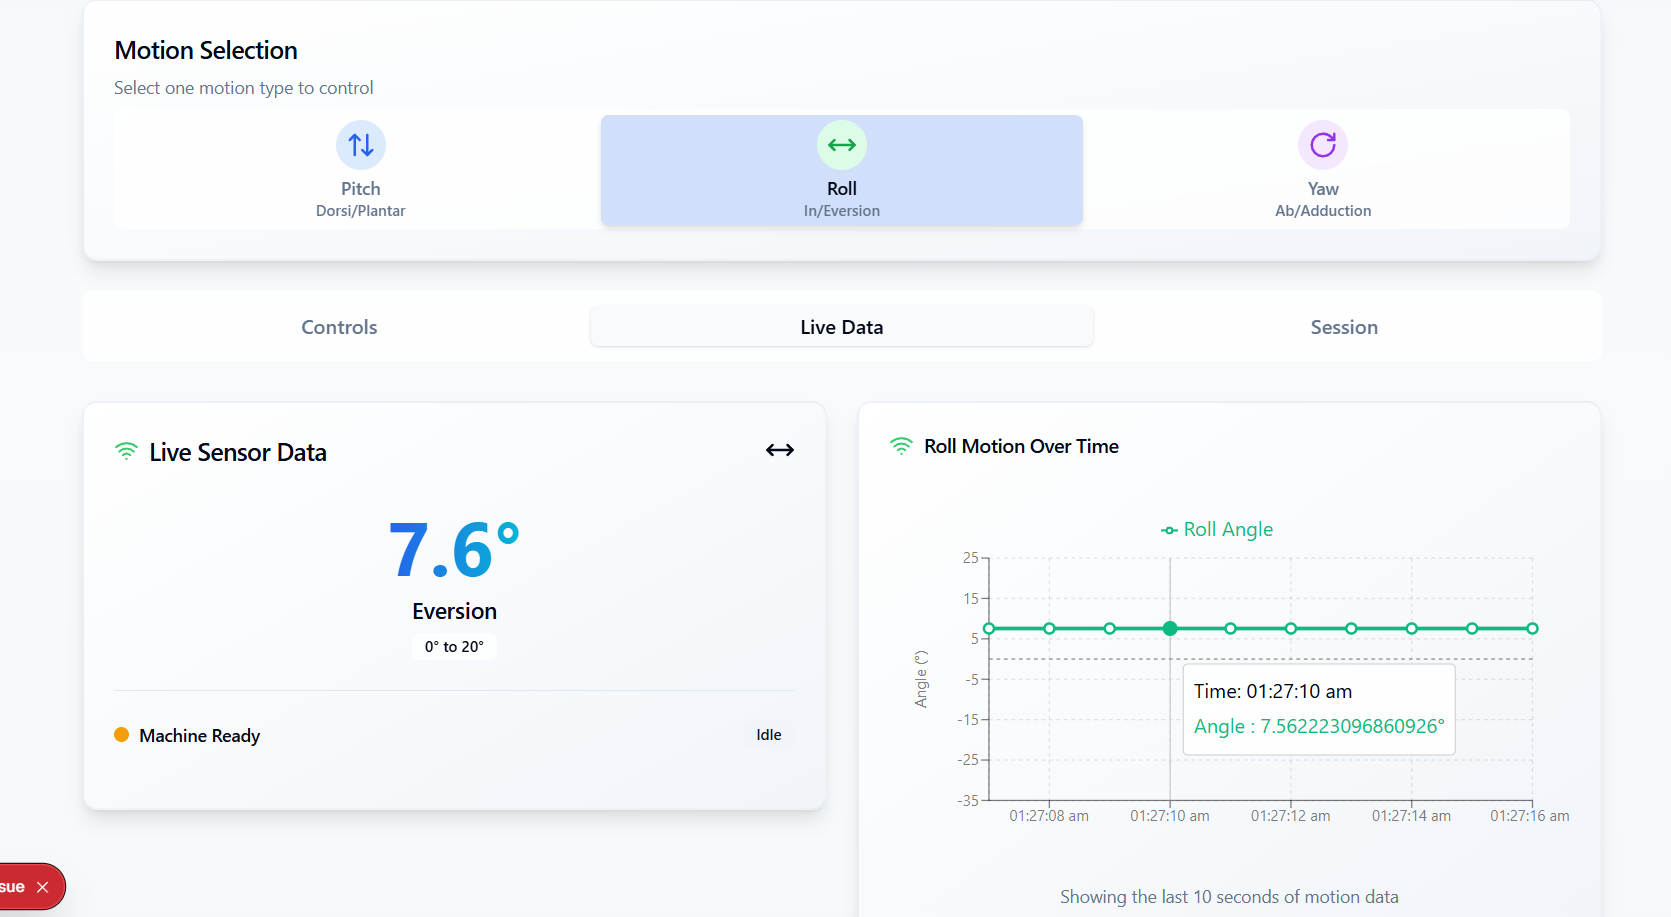 Motion Selection
Select one motion type to control
Pitch
Dorsi/Plantar
Roll
In/Eversion
Yaw
Ab/Adduction
Controls
Live Data
Session
Live Sensor Data
7.6°
Eversion
0° to 20°
Machine Ready
Idle
Roll Motion Over Time
Roll Angle
25
15
5
-5
-15
-25
-35
Angle (°)
Time: 01:27:10 am
Angle : 7.562223096860926°
01:27:08 am
01:27:10 am
01:27:12 am
01:27:14 am
01:27:16 am
Showing the last 10 seconds of motion data
sue